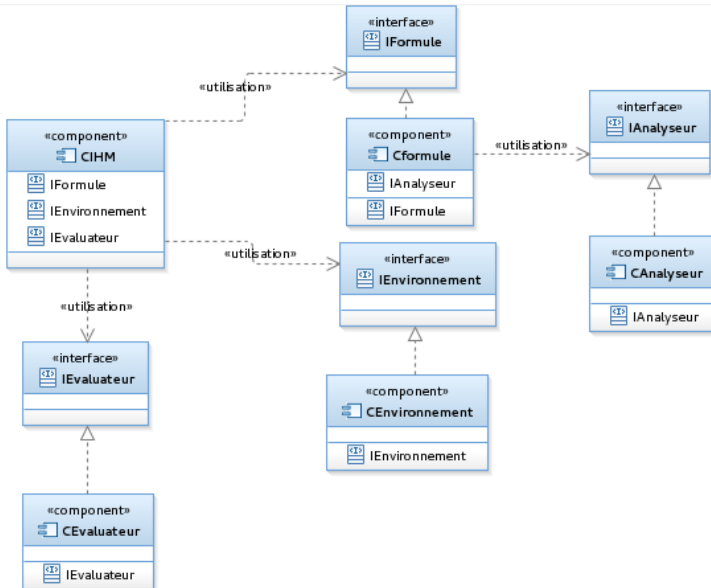 «interface»
IFormule
«utilisation»
«component»
CIHM
IFormule
IEnvironnement
IEvaluateur
«component»
Cformule
IAnalyseur
IFormule
«utilisation»
«interface»
IAnalyseur
«utilisation»
«interface»
IEnvironnement
«component»
CAnalyseur
IAnalyseur
«utilisation»
«interface»
IEvaluateur
«component»
CEnvironnement
IEnvironnement
«component»
CEvaluateur
IEvaluateur